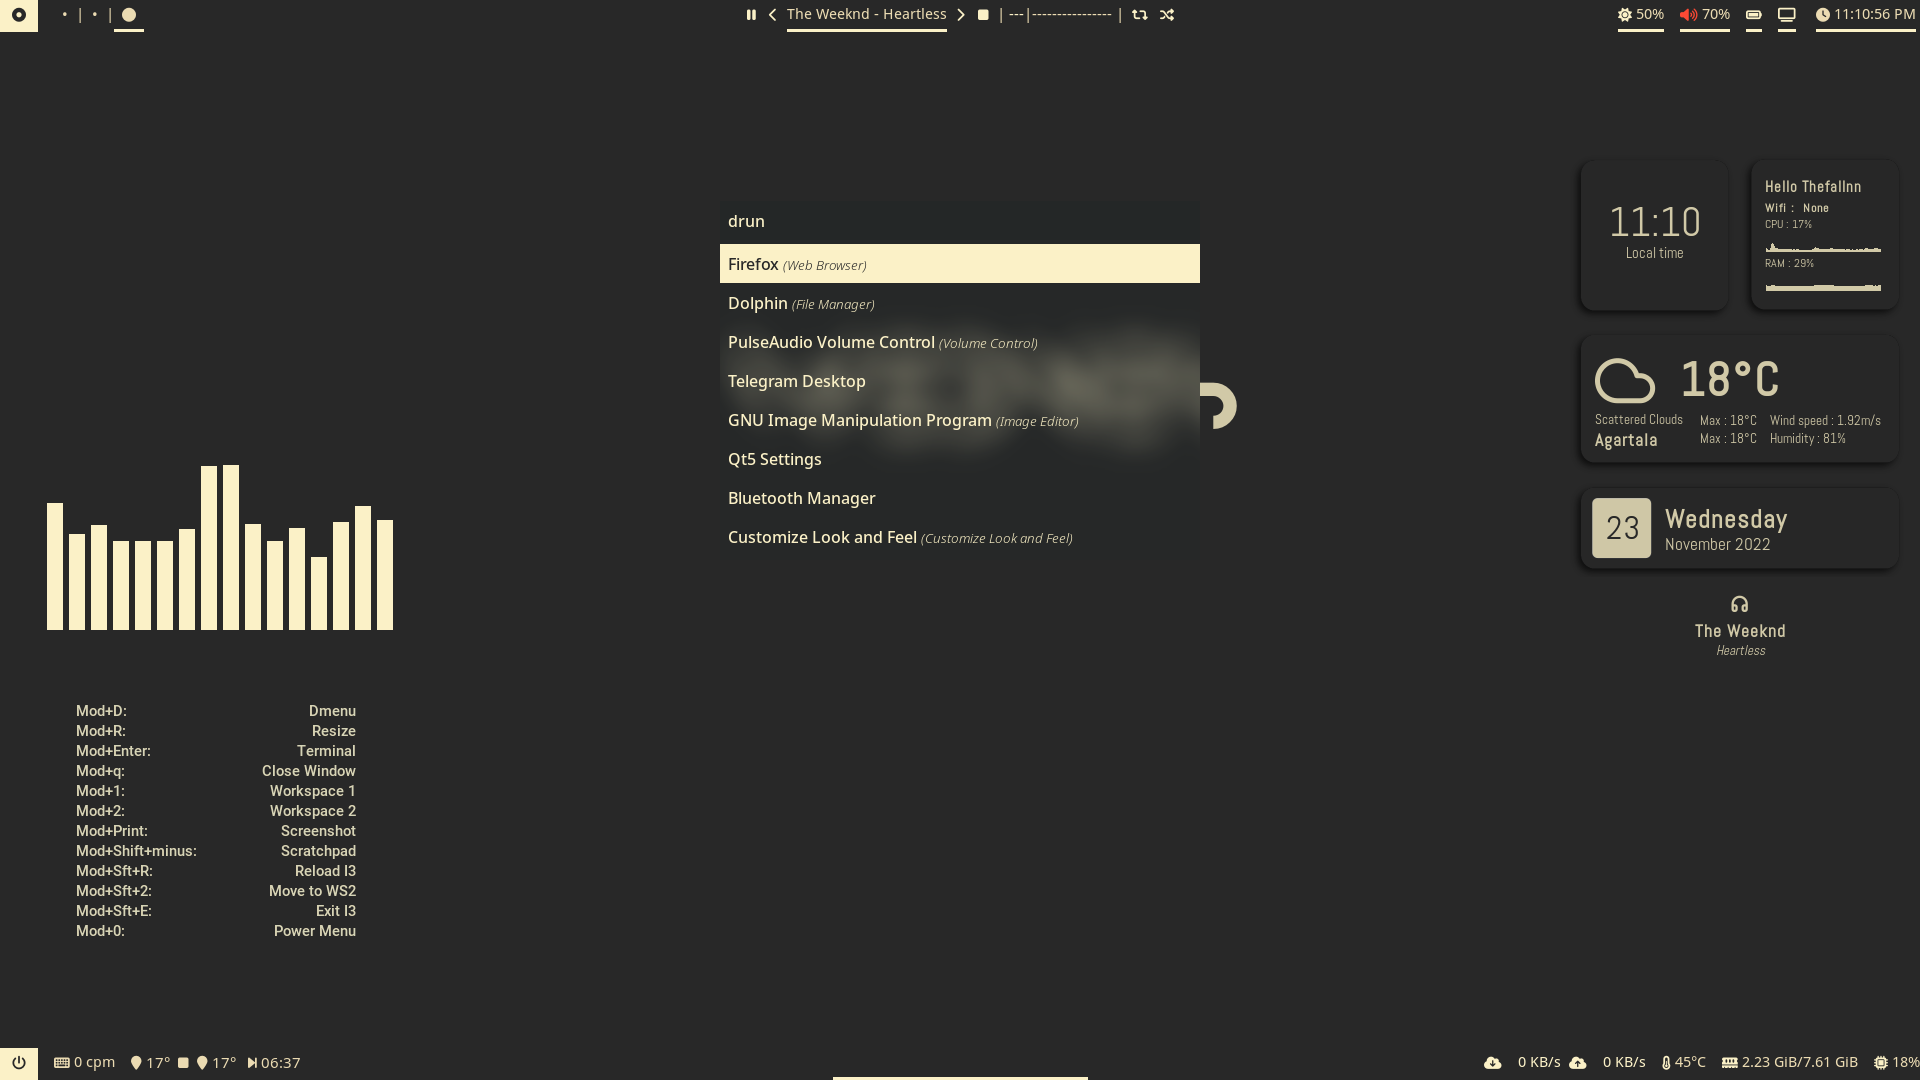 • | • |
The Weeknd - Heartless | ---|---------------- |
50% 70% 11:10:56 PM
drun
Firefox (Web Browser)
Dolphin (File Manager)
PulseAudio Volume Control (Volume Control)
Telegram Desktop
GNU Image Manipulation Program (Image Editor)
Qt5 Settings
Bluetooth Manager
Customize Look and Feel (Customize Look and Feel)
11:10
Local time
Hello Thefallnn
Wifi : None
CPU : 17%
RAM : 29%
18°C
Scattered Clouds
Agartala
Max : 18°C Wind speed : 1.92m/s
Max : 18°C Humidity : 81%
23
Wednesday
November 2022
The Weeknd
Heartless
Mod+D: Dmenu
Mod+R: Resize
Mod+Enter: Terminal
Mod+q: Close Window
Mod+1: Workspace 1
Mod+2: Workspace 2
Mod+Print: Screenshot
Mod+Shift+minus: Scratchpad
Mod+Sft+R: Reload I3
Mod+Sft+2: Move to WS2
Mod+Sft+E: Exit I3
Mod+0: Power Menu
0 cpm 17° 17° 06:37
0 KB/s 0 KB/s 45°C 2.23 GiB/7.61 GiB 18%